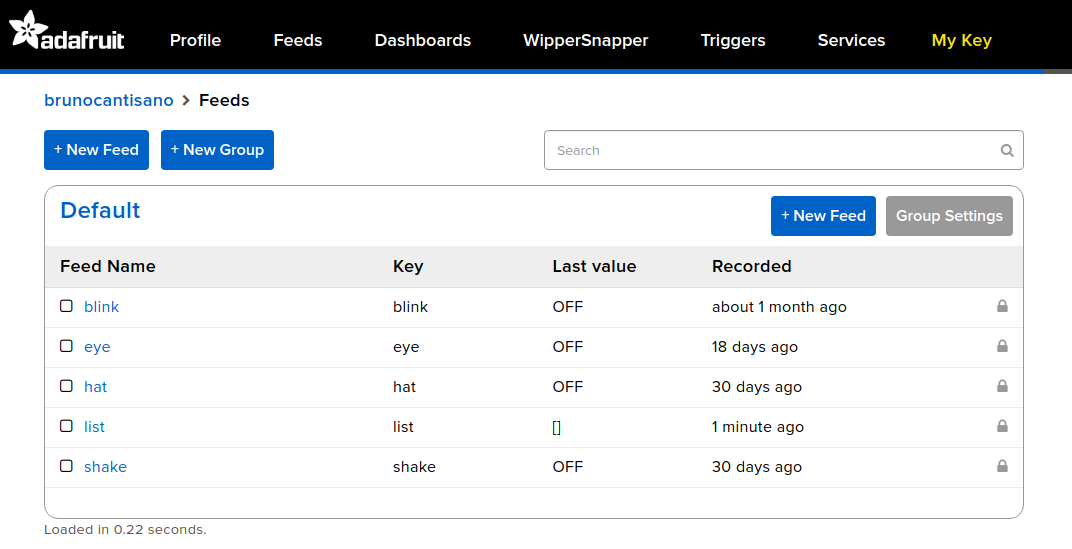 adafruit Profile Feeds Dashboards WipperSnapper Triggers Services My Key
brunocantisano > Feeds
+ New Feed + New Group Search
Default + New Feed Group Settings
Feed Name Key Last value Recorded
blink blink OFF about 1 month ago
eye eye OFF 18 days ago
hat hat OFF 30 days ago
list list [] 1 minute ago
shake shake OFF 30 days ago
Loaded in 0.22 seconds.